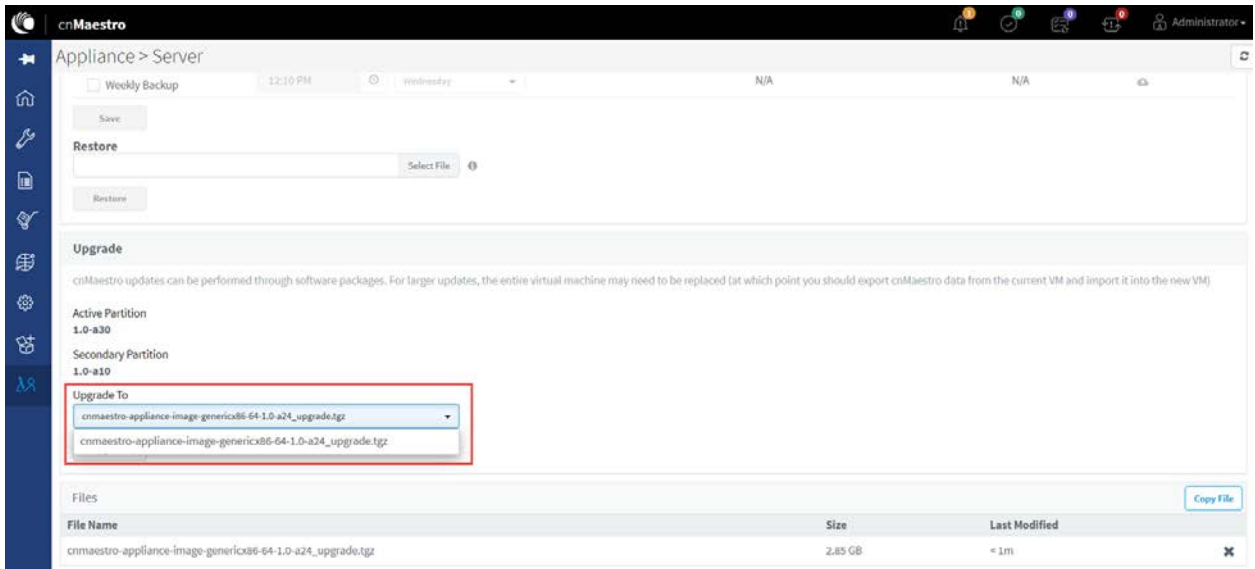 cnMaestro
1
0
0
0
Administrator
Appliance > Server
Weekly Backup
12:10 PM
Wednesday
N/A
N/A
Save
Restore
Select File
Restore
Upgrade
cnMaestro updates can be performed through software packages. For larger updates, the entire virtual machine may need to be replaced (at which point you should export cnMaestro data from the current VM and import it into the new VM)
Active Partition
1.0-a30
Secondary Partition
1.0-a10
Upgrade To
cnmaestro-appliance-image-genericx86-64-1.0-a24_upgrade.tgz
cnmaestro-appliance-image-genericx86-64-1.0-a24_upgrade.tgz
Files
Copy File
File Name
Size
Last Modified
cnmaestro-appliance-image-genericx86-64-1.0-a24_upgrade.tgz
2.85 GB
< 1m